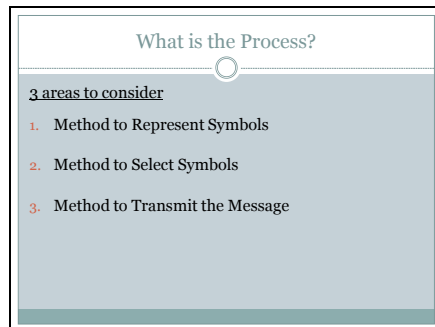 What is the Process?
3 areas to consider
1. Method to Represent Symbols
2. Method to Select Symbols
3. Method to Transmit the Message